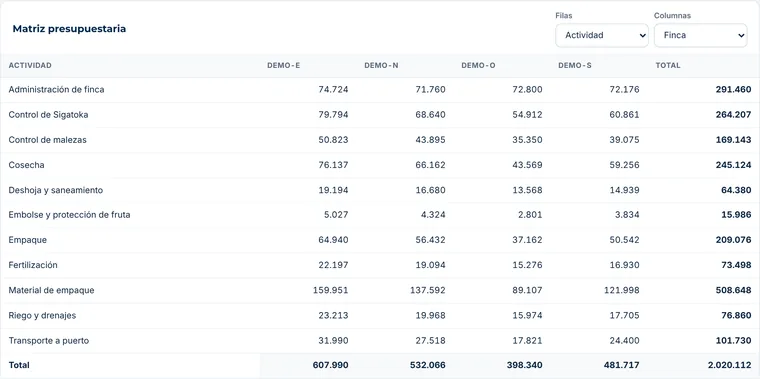 Matriz presupuestaria
Filas Columnas
Actividad Finca
ACTIVIDAD DEMO-E DEMO-N DEMO-O DEMO-S TOTAL
Administración de finca 74.724 71.760 72.800 72.176 291.460
Control de Sigatoka 79.794 68.640 54.912 60.861 264.207
Control de malezas 50.823 43.895 35.350 39.075 169.143
Cosecha 76.137 66.162 43.569 59.256 245.124
Deshoja y saneamiento 19.194 16.680 13.568 14.939 64.380
Embolse y protección de fruta 5.027 4.324 2.801 3.834 15.986
Empaque 64.940 56.432 37.162 50.542 209.076
Fertilización 22.197 19.094 15.276 16.930 73.498
Material de empaque 159.951 137.592 89.107 121.998 508.648
Riego y drenajes 23.213 19.968 15.974 17.705 76.860
Transporte a puerto 31.990 27.518 17.821 24.400 101.730
Total 607.990 532.066 398.340 481.717 2.020.112